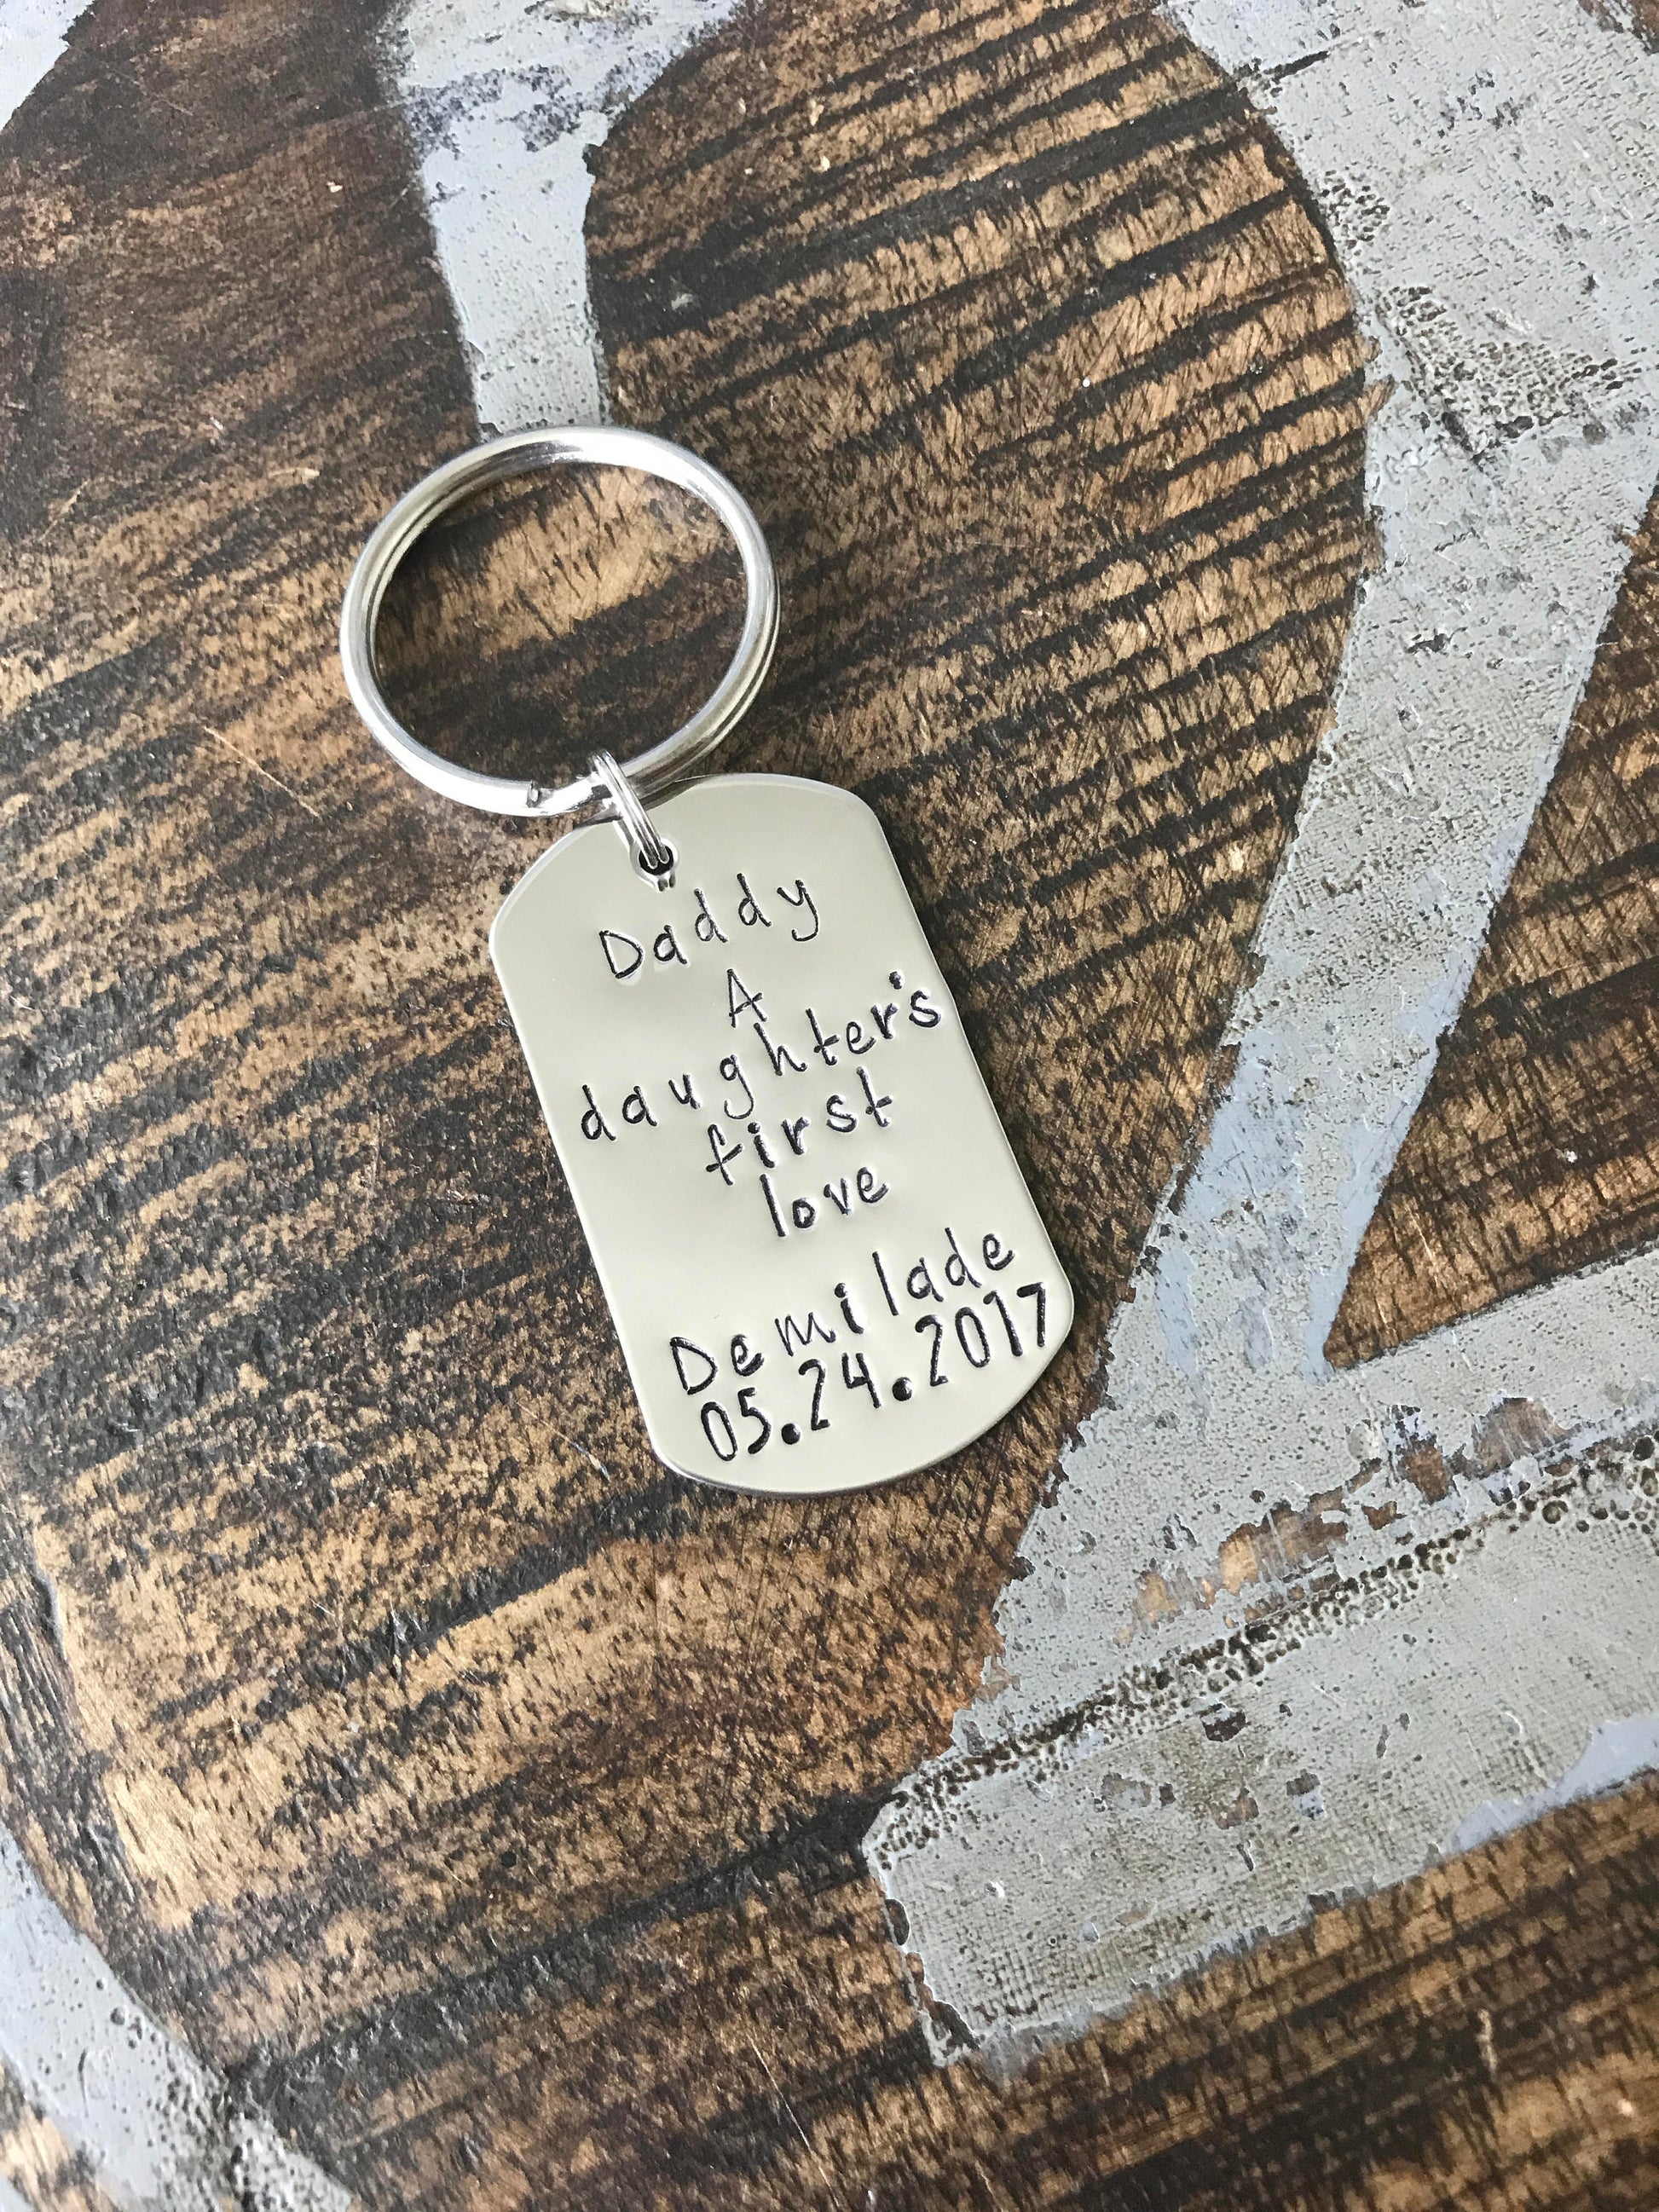 Daddy
A
daughter's
first
love
Demilade
05.24.2017